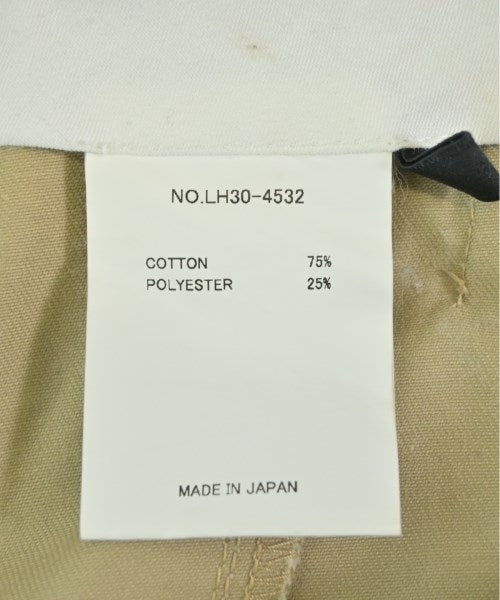 NO.LH30-4532
COTTON 75%
POLYESTER 25%
MADE IN JAPAN